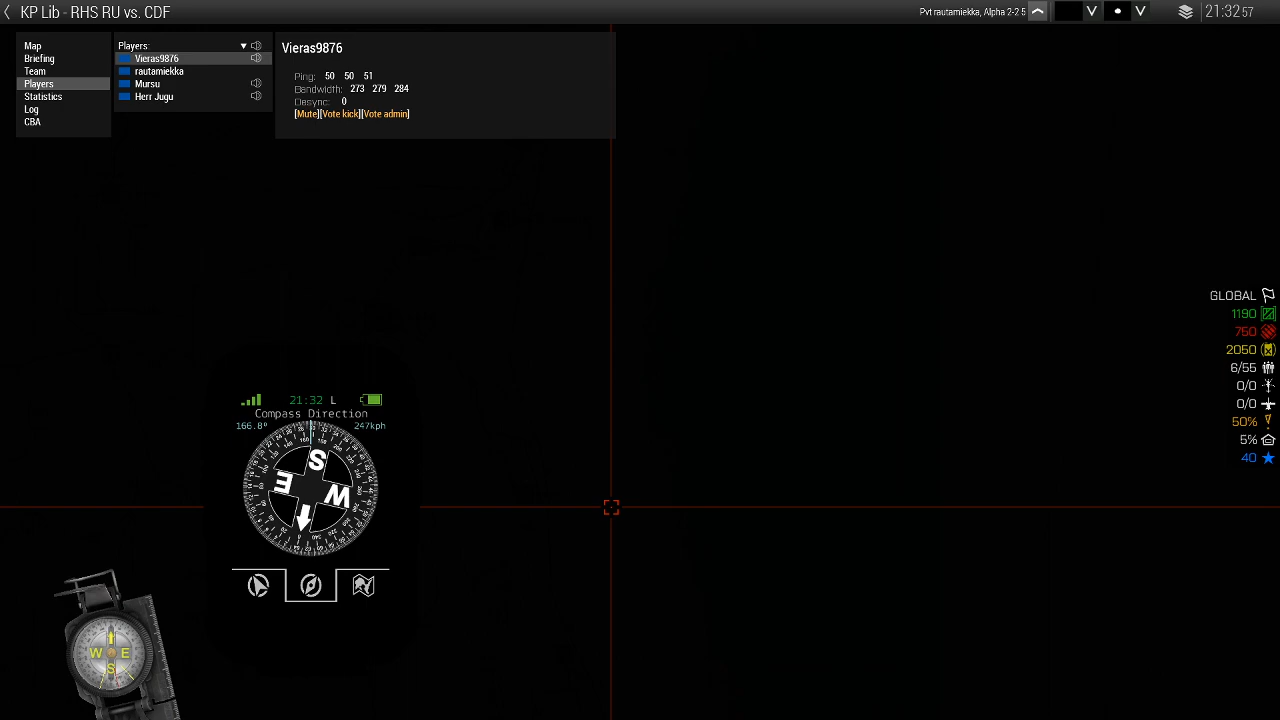 KP Lib - RHS RU vs. CDF
Pvt rautamiekka, Alpha 2-2 5
21:32 57
Map
Briefing
Team
Players
Statistics
Log
CBA
Players:
Vieras9876
rautamiekka
Mursu
Herr Jugu
Vieras9876
Ping: 50 50 51
Bandwidth: 273 279 284
Desync: 0
[Mute][Vote kick][Vote admin]
GLOBAL
1190
750
2050
6/55
0/0
0/0
50%
5%
40
21:32 L
Compass Direction
166.8º 247kph
S
E
W
W E
S